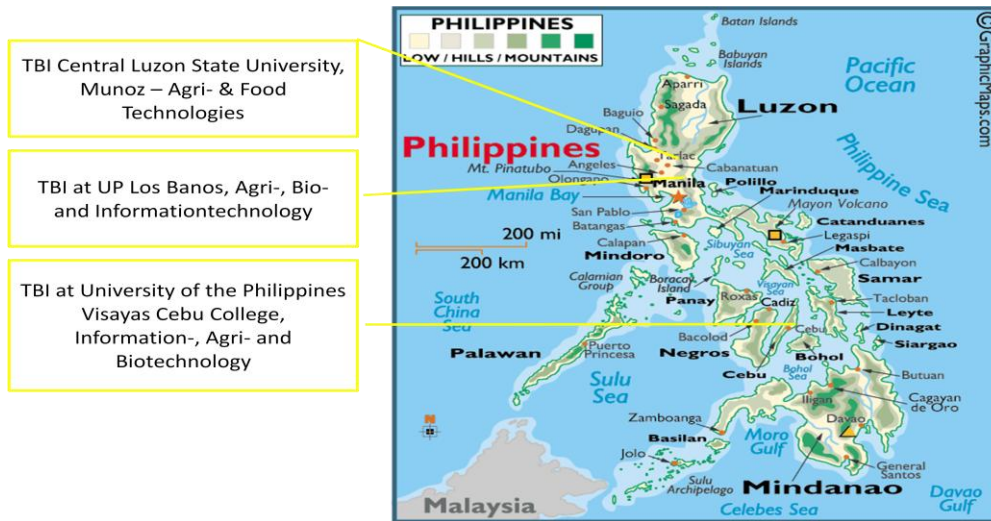 TBI Central Luzon State University,
Munoz – Agri- & Food
Technologies
TBI at UP Los Banos, Agri-, Bio-
and Informationtechnology
TBI at University of the Philippines
Visayas Cebu College,
Information-, Agri- and
Biotechnology
PHILIPPINES
LOW / HILLS / MOUNTAINS
©GraphicMaps.com
Batan Islands
Babuyan
Islands
Pacific
Ocean
Aparri
Sagada
Luzon
Baguio
Dagupan
Philippines
Tarlac
Cabanatuan
Angeles
Mt. Pinatubo
Olongapo
Manila
Polillo
Marinduque
Philippine Sea
Manila Bay
Mayon Volcano
San Pablo
Catanduanes
Batangas
Legaspi
200 mi
200 km
Calapan
Mindoro
Sibuyan
Sea
Masbate
Calbayon
Samar
Calamian
Group
Boracay
Island
Visayan
Sea
Panay
Roxas
Cadiz
Tacloban
Leyte
South
China
Sea
Bacolod
Cebu
Dinagat
Siargao
Palawan
Puerto
Princesa
Negros
Bohol
Cebu
Bohol
Sea
Butuan
Sulu
Sea
Iligan
Cagayan
de Oro
Zamboanga
Davao
Basilan
Moro
Gulf
N
Jolo
General
Santos
Sulu
Archipelago
Mindanao
Malaysia
Celebes Sea
Davao
Gulf